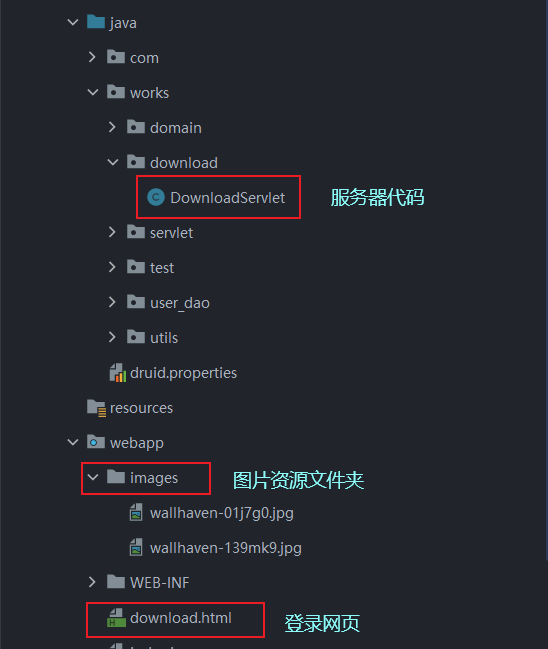 java
com
works
domain
download
C DownloadServlet 服务器代码
servlet
test
user_dao
utils
druid.properties
resources
webapp
images 图片资源文件夹
wallhaven-01j7g0.jpg
wallhaven-139mk9.jpg
WEB-INF
H download.html 登录网页